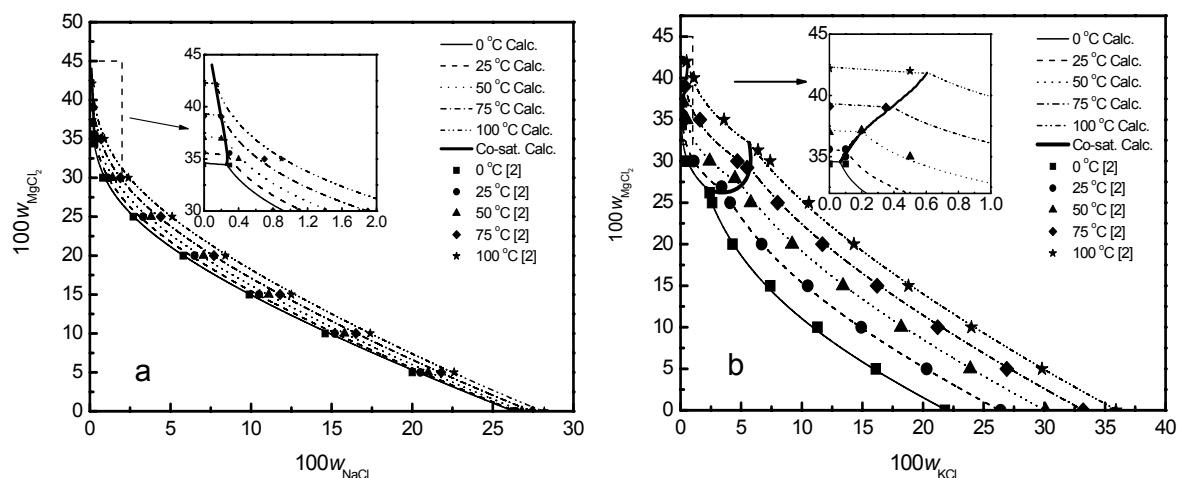 50
45
40
35
30
25
20
15
10
5
0
100w_MgCl₂
0 5 10 15 20 25 30
100w_NaCl
a
45
40
35
30
0.0 0.4 0.8 1.2 1.6 2.0
0 °C Calc.
25 °C Calc.
50 °C Calc.
75 °C Calc.
100 °C Calc.
Co-sat. Calc.
0 °C [2]
25 °C [2]
50 °C [2]
75 °C [2]
100 °C [2]
45
40
35
30
25
20
15
10
5
0
100w_MgCl₂
0 5 10 15 20 25 30 35 40
100w_KCl
b
45
40
35
0.0 0.2 0.4 0.6 0.8 1.0
0 °C Calc.
25 °C Calc.
50 °C Calc.
75 °C Calc.
100 °C Calc.
Co-sat. Calc.
0 °C [2]
25 °C [2]
50 °C [2]
75 °C [2]
100 °C [2]